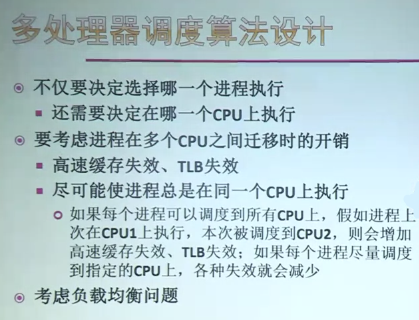 多处理器调度算法设计
不仅要决定选择哪一个进程执行
还需要决定在哪一个CPU上执行
要考虑进程在多个CPU之间迁移时的开销
高速缓存失效、TLB失效
尽可能使进程总是在同一个CPU上执行
如果每个进程可以调度到所有CPU上，假如进程上
次在CPU1上执行，本次被调度到CPU2，则会增加
高速缓存失效、TLB失效；如果每个进程尽量调度
到指定的CPU上，各种失效就会减少
考虑负载均衡问题